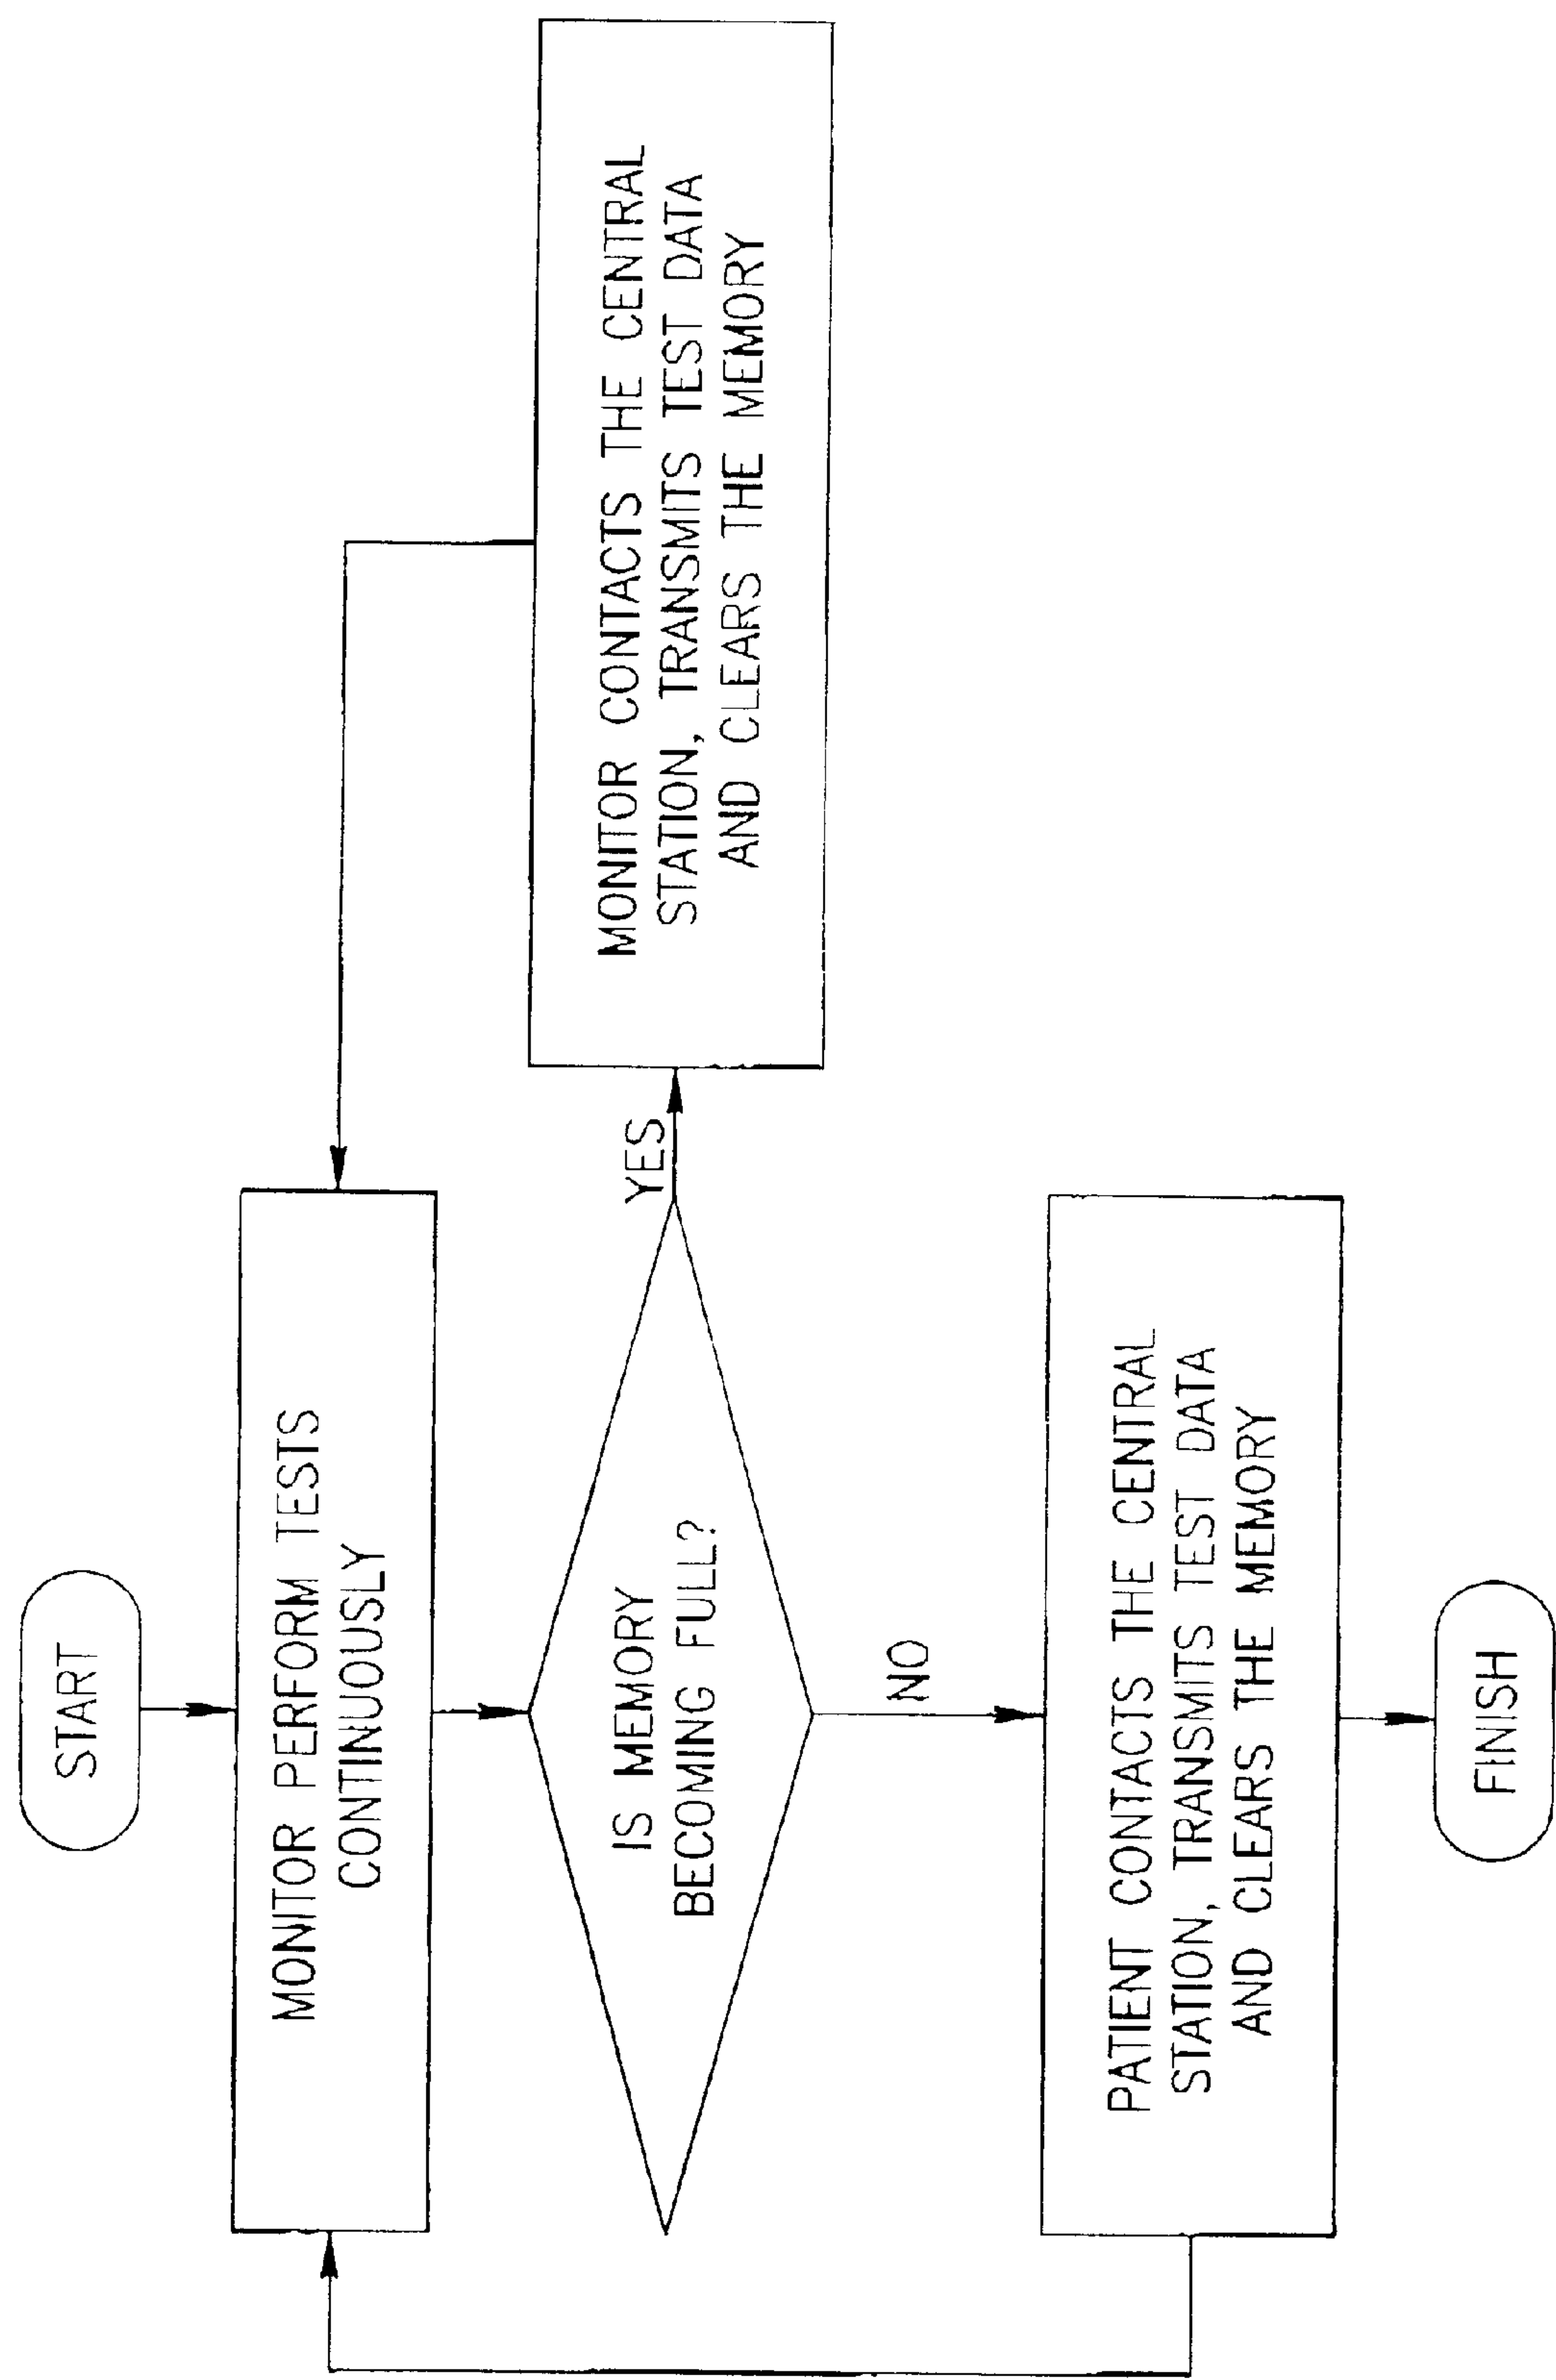 START
MONITOR PERFORM TESTS
CONTINUOUSLY
IS MEMORY
BECOMING FULL?
YES
MONITOR CONTACTS THE CENTRAL
STATION, TRANSMITS TEST DATA
AND CLEARS THE MEMORY
NO
PATIENT CONTACTS THE CENTRAL
STATION, TRANSMITS TEST DATA
AND CLEARS THE MEMORY
FINISH